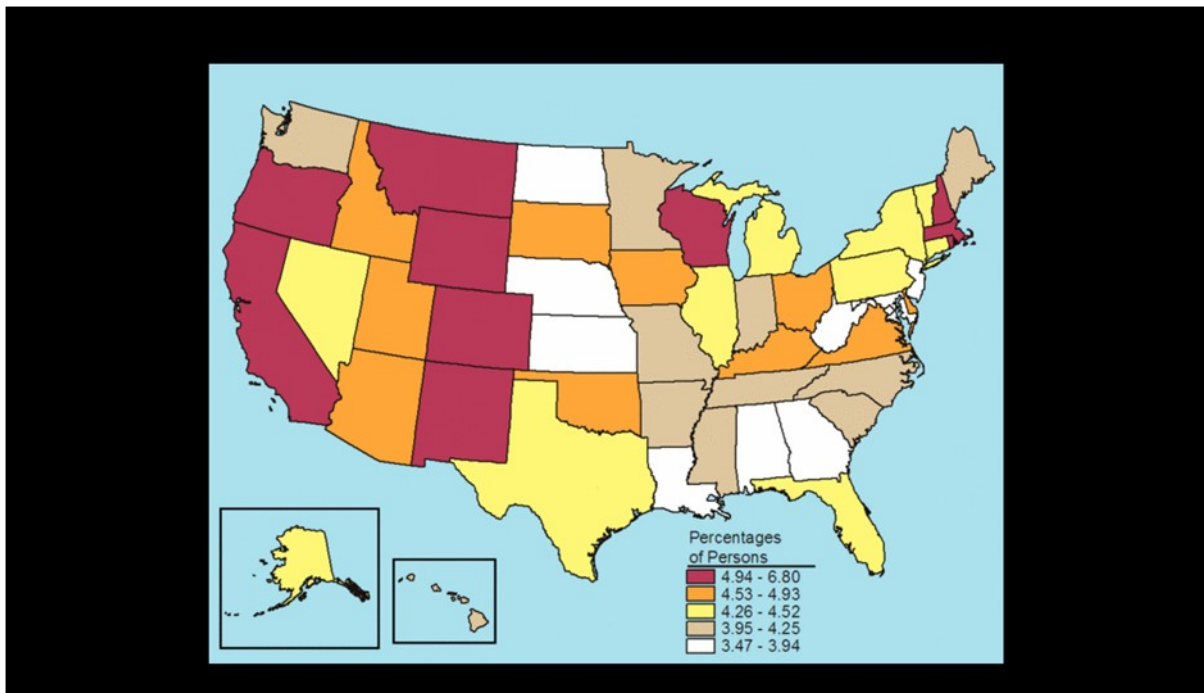 Percentages
of Persons
4.94 - 6.80
4.53 - 4.93
4.26 - 4.52
3.95 - 4.25
3.47 - 3.94